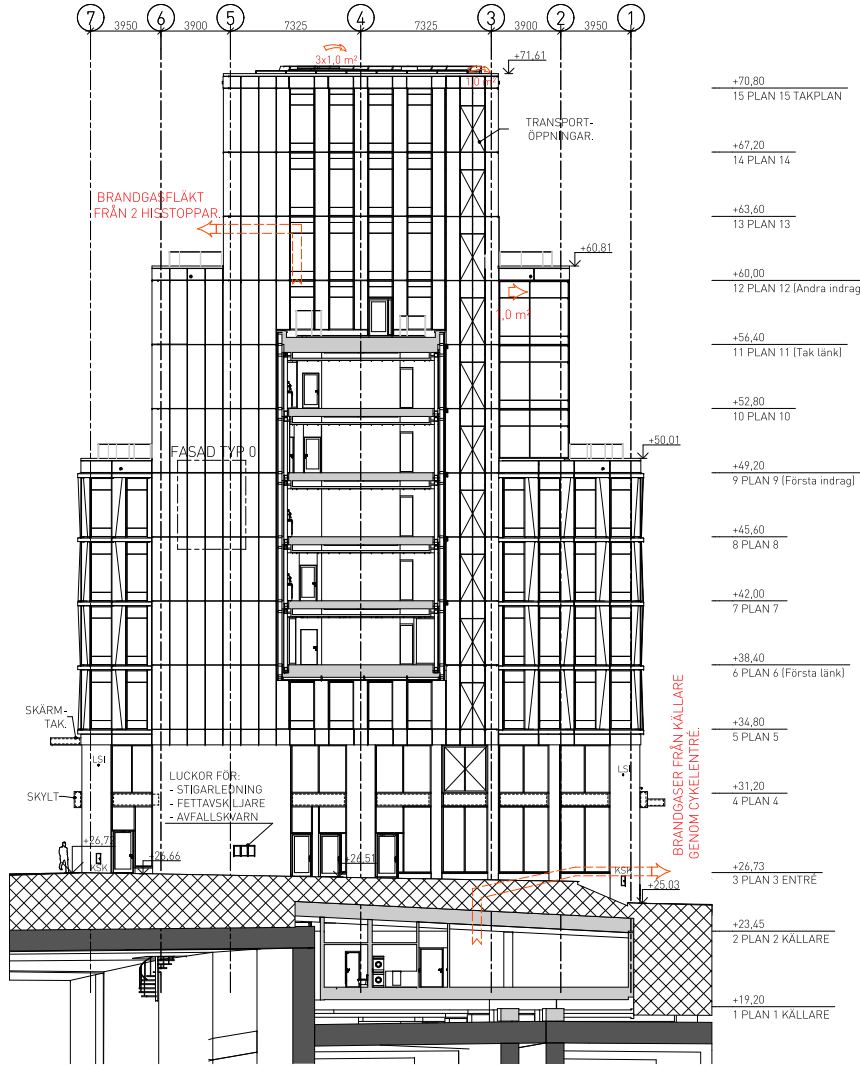 7
6
5
4
3
2
1
3950
3900
7325
7325
3900
3950
3x1,0 m²
1,0 m²
+71,61
+70,80
15 PLAN 15 TAKPLAN
TRANSPORT-
ÖPPNINGAR.
+67,20
14 PLAN 14
BRANDGASFLÄKT
FRÅN 2 HISSTOPPAR.
+63,60
13 PLAN 13
+60.81
+60,00
12 PLAN 12 (Andra indrag
1,0 m²
+56,40
11 PLAN 11 (Tak länk)
+52,80
10 PLAN 10
FASAD TYP 0
+50,01
+49,20
9 PLAN 9 (Första indrag)
+45,60
8 PLAN 8
+42,00
7 PLAN 7
+38,40
6 PLAN 6 (Första länk)
SKÄRM-
TAK.
+34,80
5 PLAN 5
BRANDGASER FRÅN KÄLLARE
GENOM CYKELENTRÉ.
LSI
LSI
LUCKOR FÖR:
- STIGARLEDNING
- FETTAVSKILJARE
- AVFALLSKVARN
SKYLT
+31,20
4 PLAN 4
+26,66
+26,51
KSK
KSK
+26,73
3 PLAN 3 ENTRÉ
+25,03
+23,45
2 PLAN 2 KÄLLARE
+19,20
1 PLAN 1 KÄLLARE